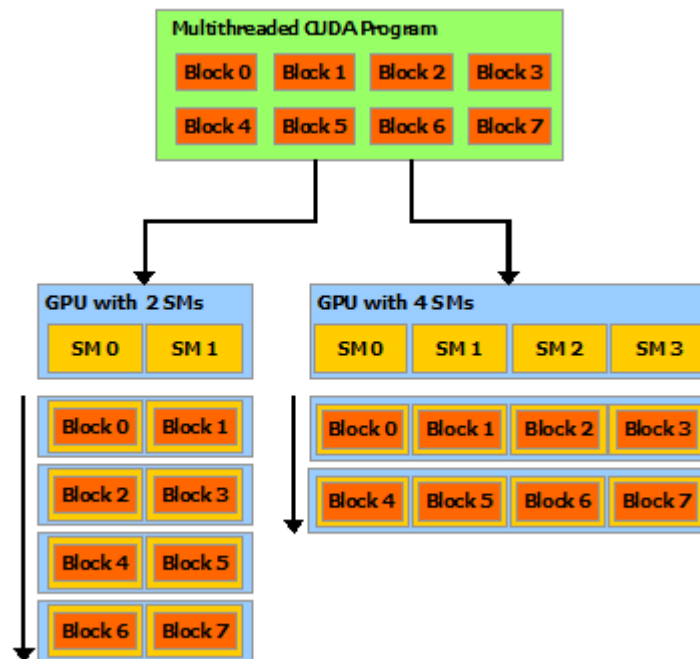 Multithreaded CUDA Program
Block 0 Block 1 Block 2 Block 3
Block 4 Block 5 Block 6 Block 7
GPU with 2 SMs
SM 0 SM 1
Block 0 Block 1
Block 2 Block 3
Block 4 Block 5
Block 6 Block 7
GPU with 4 SMs
SM 0 SM 1 SM 2 SM 3
Block 0 Block 1 Block 2 Block 3
Block 4 Block 5 Block 6 Block 7